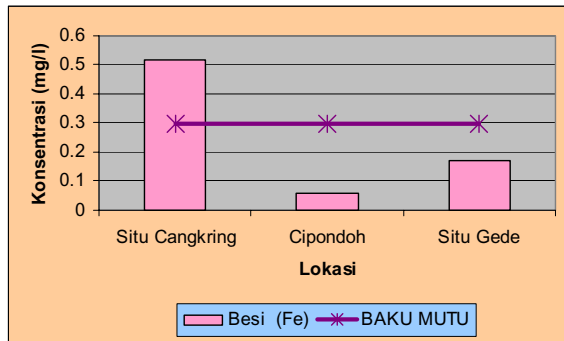 Konsentrasi (mg/l)
0.6
0.5
0.4
0.3
0.2
0.1
0
Situ Cangkring
Cipondoh
Situ Gede
Lokasi
Besi (Fe)
BAKU MUTU